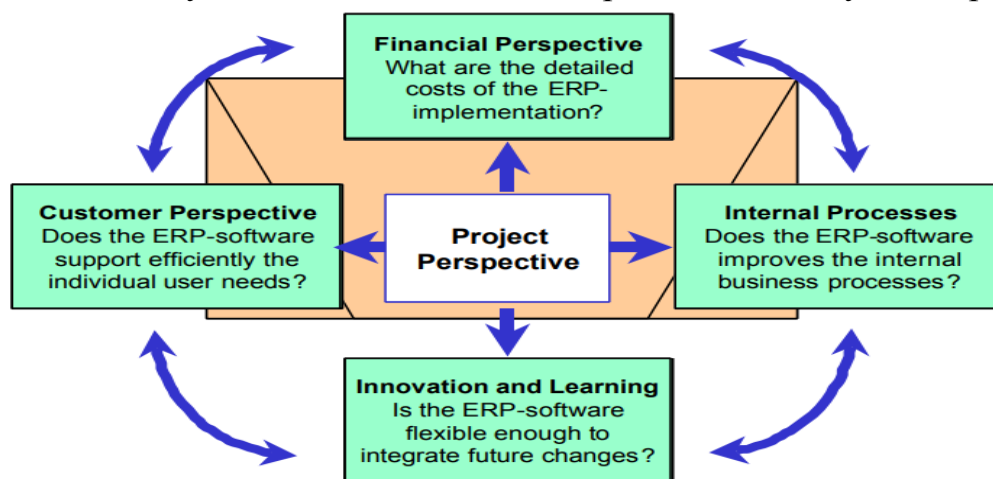 Financial Perspective
What are the detailed
costs of the ERP-
implementation?
Customer Perspective
Does the ERP-software
support efficiently the
individual user needs?
Project
Perspective
Internal Processes
Does the ERP-software
improves the internal
business processes?
Innovation and Learning
Is the ERP-software
flexible enough to
integrate future changes?